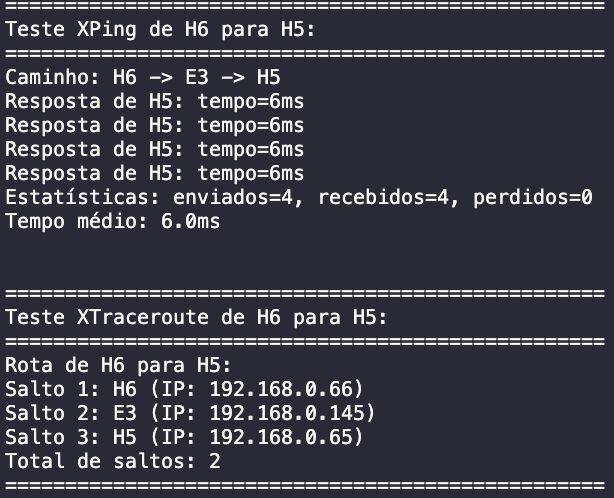 ==================================================
Teste XPing de H6 para H5:
==================================================
Caminho: H6 -> E3 -> H5
Resposta de H5: tempo=6ms
Resposta de H5: tempo=6ms
Resposta de H5: tempo=6ms
Resposta de H5: tempo=6ms
Estatísticas: enviados=4, recebidos=4, perdidos=0
Tempo médio: 6.0ms
==================================================
Teste XTraceroute de H6 para H5:
==================================================
Rota de H6 para H5:
Salto 1: H6 (IP: 192.168.0.66)
Salto 2: E3 (IP: 192.168.0.145)
Salto 3: H5 (IP: 192.168.0.65)
Total de saltos: 2
==================================================